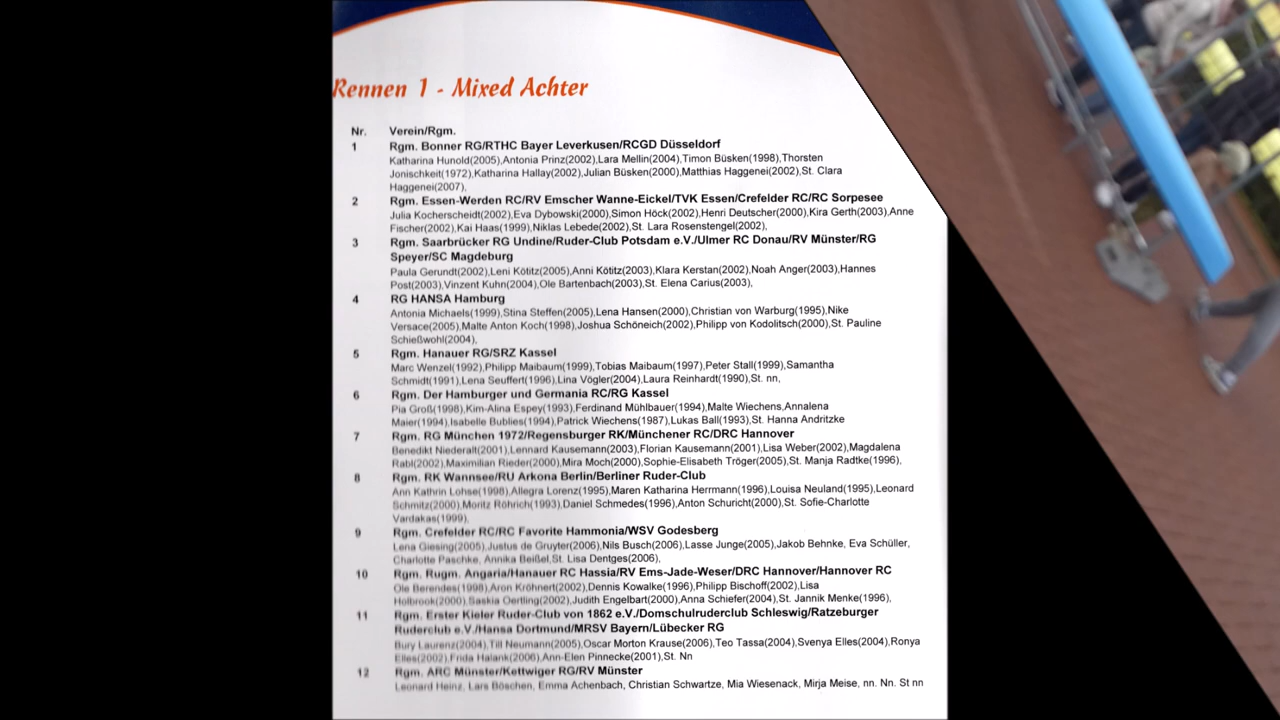 Rennen 1 - Mixed Achter
Nr. Verein/Rgm.
1 Rgm. Bonner RG/RTHC Bayer Leverkusen/RCGD Düsseldorf
Katharina Hunold(2005),Antonia Prinz(2002),Lara Mellin(2004),Timon Büsken(1998),Thorsten
Jonischkeit(1972),Katharina Hallay(2002),Julian Büsken(2000),Matthias Haggenei(2002),St. Clara
Haggenei(2007),
2 Rgm. Essen-Werden RC/RV Emscher Wanne-Eickel/TVK Essen/Crefelder RC/RC Sorpesee
Julia Kocherscheidt(2002),Eva Dybowski(2000),Simon Höck(2002),Henri Deutscher(2000),Kira Gerth(2003),Anne
Fischer(2002),Kai Haas(1999),Niklas Lebede(2002),St. Lara Rosenstengel(2002),
3 Rgm. Saarbrücker RG Undine/Ruder-Club Potsdam e.V./Ulmer RC Donau/RV Münster/RG
Speyer/SC Magdeburg
Paula Gerundt(2002),Leni Kötitz(2005),Anni Kötitz(2003),Klara Kerstan(2002),Noah Anger(2003),Hannes
Post(2003),Vinzent Kuhn(2004),Ole Bartenbach(2003),St. Elena Carius(2003),
4 RG HANSA Hamburg
Antonia Michaels(1999),Stina Steffen(2005),Lena Hansen(2000),Christian von Warburg(1995),Nike
Versace(2005),Malte Anton Koch(1998),Joshua Schöneich(2002),Philipp von Kodolitsch(2000),St. Pauline
Schießwohl(2004),
5 Rgm. Hanauer RG/SRZ Kassel
Marc Wenzel(1992),Philipp Maibaum(1999),Tobias Maibaum(1997),Peter Stall(1999),Samantha
Schmidt(1991),Lena Seuffert(1996),Lina Vögler(2004),Laura Reinhardt(1990),St. nn,
6 Rgm. Der Hamburger und Germania RC/RG Kassel
Pia Groß(1998),Kim-Alina Espey(1993),Ferdinand Mühlbauer(1994),Malte Wiechens,Annalena
Maier(1994),Isabelle Bublies(1994),Patrick Wiechens(1987),Lukas Ball(1993),St. Hanna Andritzke
7 Rgm. RG München 1972/Regensburger RK/Münchener RC/DRC Hannover
Benedikt Niederalt(2001),Lennard Kausemann(2003),Florian Kausemann(2001),Lisa Weber(2002),Magdalena
Rabl(2002),Maximilian Rieder(2000),Mira Moch(2000),Sophie-Elisabeth Tröger(2005),St. Manja Radtke(1996),
8 Rgm. RK Wannsee/RU Arkona Berlin/Berliner Ruder-Club
Ann Kathrin Lohse(1998),Allegra Lorenz(1995),Maren Katharina Herrmann(1996),Louisa Neuland(1995),Leonard
Schmitz(2000),Moritz Röhrich(1993),Daniel Schmedes(1996),Anton Schuricht(2000),St. Sofie-Charlotte
Vardakas(1999),
9 Rgm. Crefelder RC/RC Favorite Hammonia/WSV Godesberg
Lena Giesing(2005),Justus de Gruyter(2006),Nils Busch(2006),Lasse Junge(2005),Jakob Behnke, Eva Schüller,
Charlotte Paschke, Annika Beißel,St. Lisa Dentges(2006),
10 Rgm. Rugm. Angaria/Hanauer RC Hassia/RV Ems-Jade-Weser/DRC Hannover/Hannover RC
Ole Berendes(1998),Aron Kröhnert(2002),Dennis Kowalke(1996),Philipp Bischoff(2002),Lisa
Holbrook(2000),Saskia Oertling(2002),Judith Engelbart(2000),Anna Schiefer(2004),St. Jannik Menke(1996),
11 Rgm. Erster Kieler Ruder-Club von 1862 e.V./Domschulruderclub Schleswig/Ratzeburger
Ruderclub e.V./Hansa Dortmund/MRSV Bayern/Lübecker RG
Bury Laurenz(2004),Till Neumann(2005),Oscar Morton Krause(2006),Teo Tassa(2004),Svenya Elles(2004),Ronya
Elles(2002),Frida Halank(2006),Ann-Elen Pinnecke(2001),St. Nn
12 Rgm. ARC Münster/Kettwiger RG/RV Münster
Leonard Heinz, Lars Böschen, Emma Achenbach, Christian Schwartze, Mia Wiesenack, Mirja Meise, nn. Nn. St nn